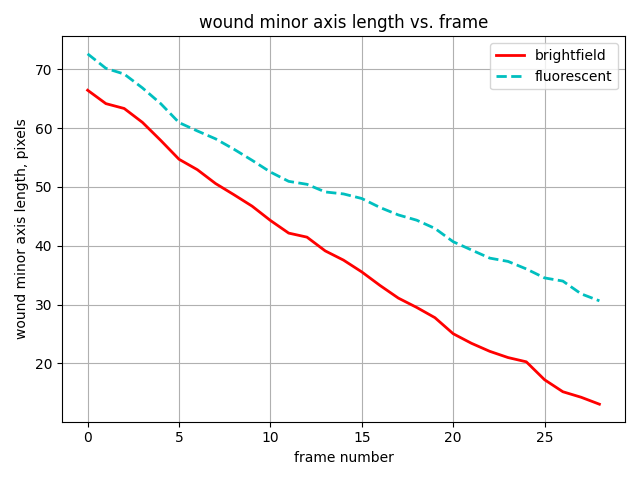 wound minor axis length vs. frame
brightfield
fluorescent
wound minor axis length, pixels
70
60
50
40
30
20
0 5 10 15 20 25
frame number